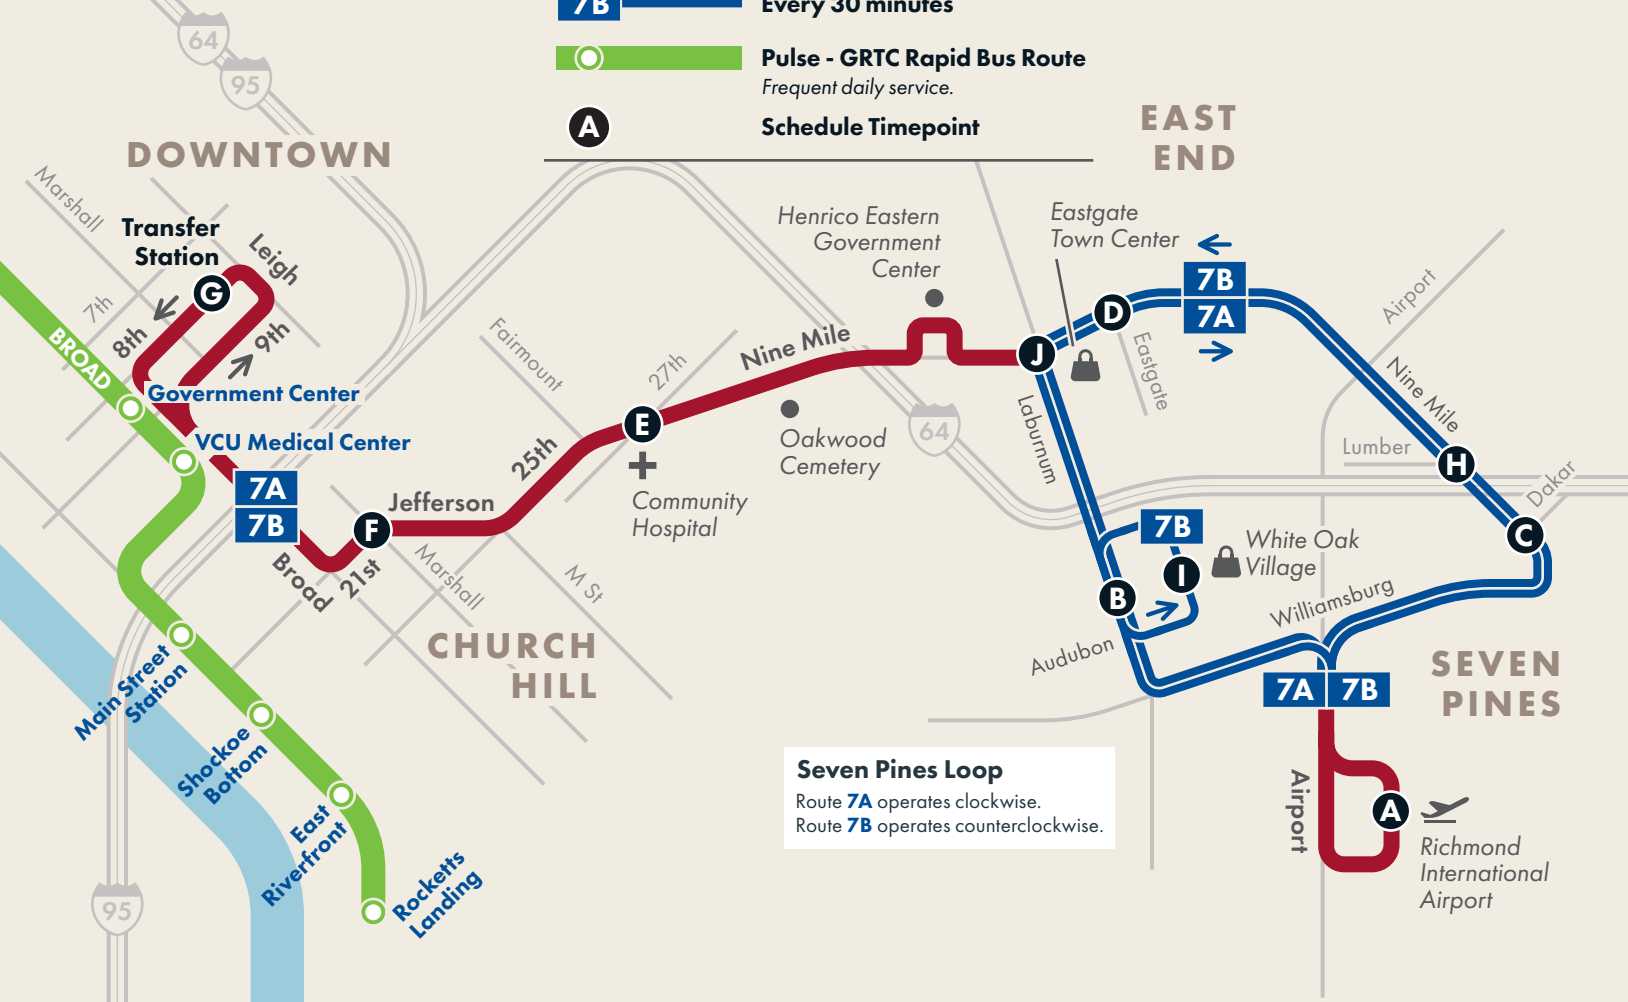 7B
Every 30 minutes
Pulse - GRTC Rapid Bus Route
Frequent daily service.
A
Schedule Timepoint
64
95
DOWNTOWN
EAST
END
Marshall
Transfer
Station
Leigh
G
7th
8th
9th
BROAD
Government Center
VCU Medical Center
7A
7B
Broad
21st
F
Jefferson
25th
Marshall
M St
Fairmount
27th
E
Community
Hospital
Nine Mile
Oakwood
Cemetery
Henrico Eastern
Government
Center
64
Eastgate
Town Center
J
D
Eastgate
7B
7A
Airport
Nine Mile
Lumber
H
Dakar
C
Laburnum
7B
I
White Oak
Village
B
Audubon
Williamsburg
7A
7B
SEVEN
PINES
CHURCH
HILL
Main Street
Station
Shockoe
Bottom
East
Riverfront
Rocketts
Landing
95
Seven Pines Loop
Route 7A operates clockwise.
Route 7B operates counterclockwise.
Airport
A
Richmond
International
Airport